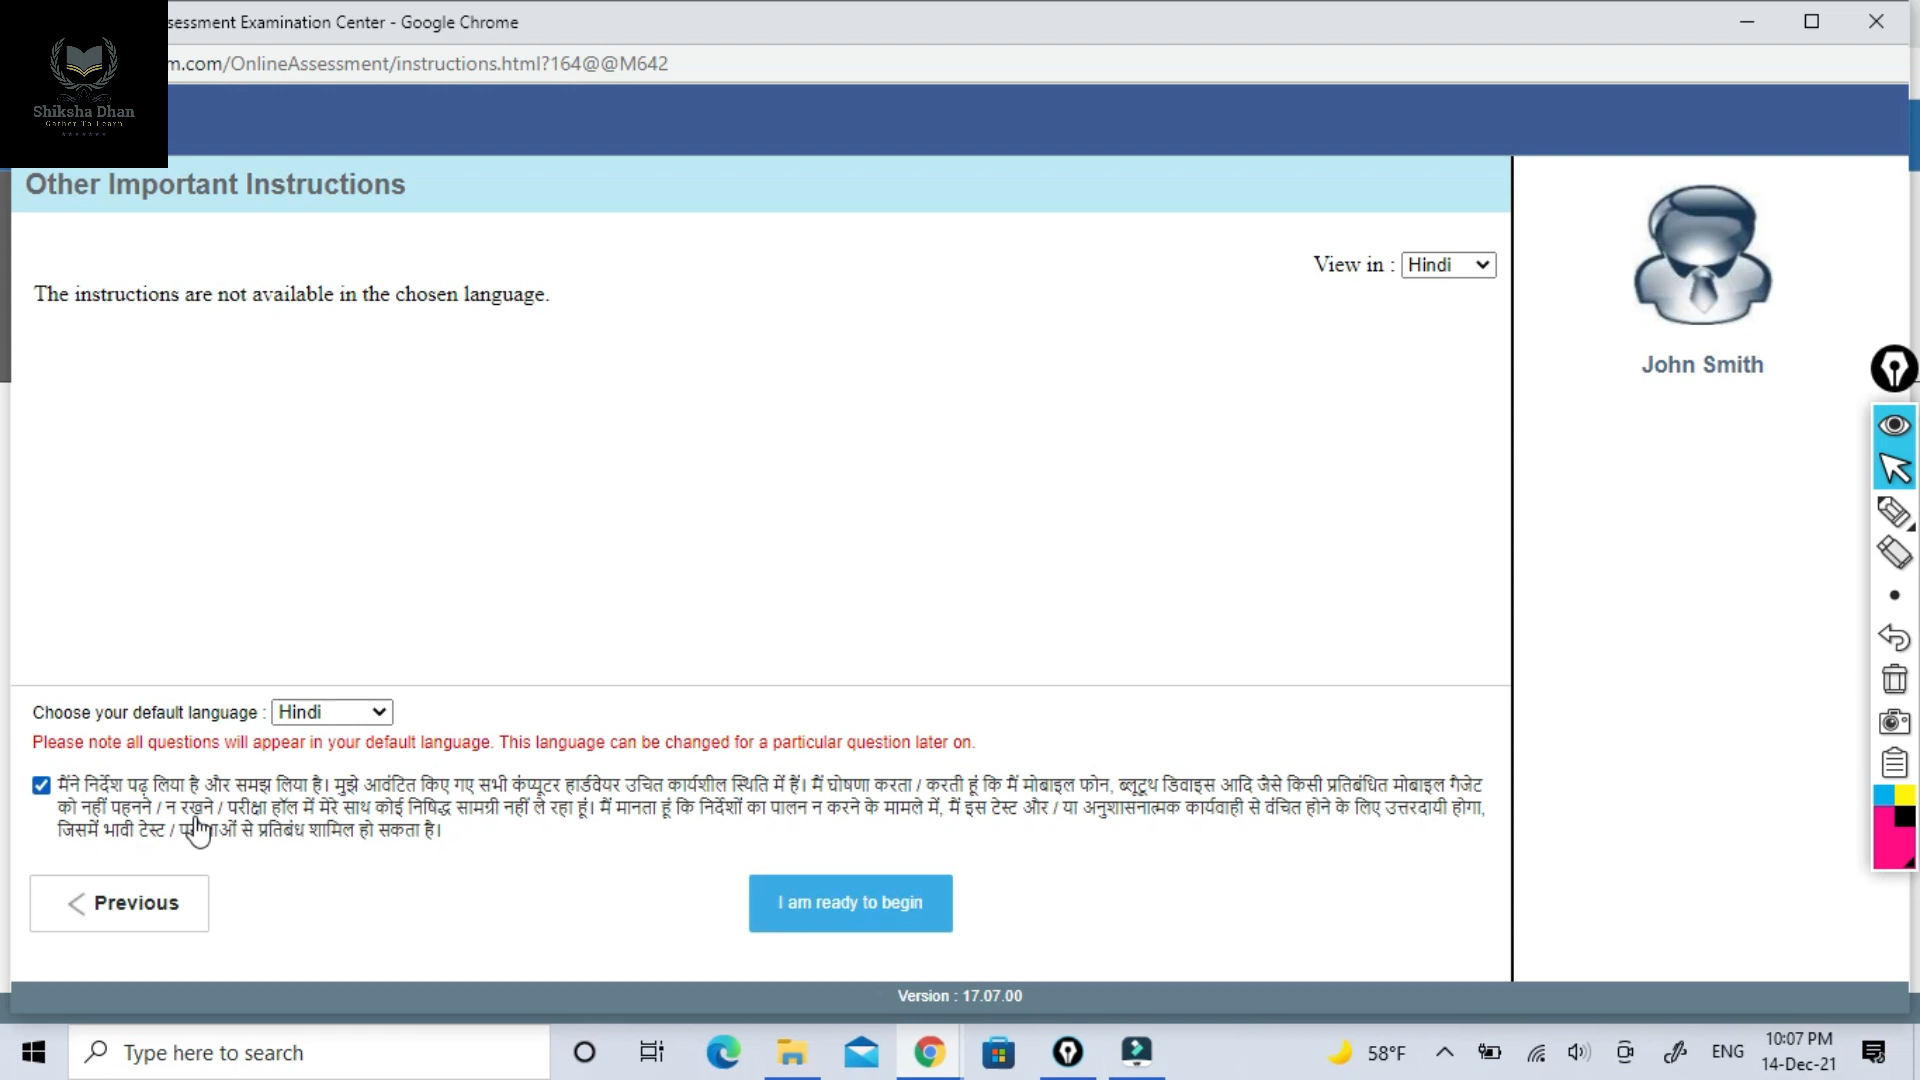 sessment Examination Center - Google Chrome
m.com/OnlineAssessment/instructions.html?164@@M642
Shiksha Dhan
Gather To Learn
Other Important Instructions
View in : Hindi
The instructions are not available in the chosen language.
John Smith
Choose your default language : Hindi
Please note all questions will appear in your default language. This language can be changed for a particular question later on.
मैंने निर्देश पढ़ लिया है और समझ लिया है। मुझे आवंटित किए गए सभी कंप्यूटर हार्डवेयर उचित कार्यशील स्थिति में हैं। मैं घोषणा करता / करती हूं कि मैं मोबाइल फोन, ब्लूटूथ डिवाइस आदि जैसे किसी प्रतिबंधित मोबाइल गैजेट
को नहीं पहनने / न रखने / परीक्षा हॉल में मेरे साथ कोई निषिद्ध सामग्री नहीं ले रहा हूं। मैं मानता हूं कि निर्देशों का पालन न करने के मामले में, मैं इस टेस्ट और / या अनुशासनात्मक कार्यवाही से वंचित होने के लिए उत्तरदायी होगा,
जिसमें भावी टेस्ट / से प्रतिबंध शामिल हो सकता है।
Previous
I am ready to begin
Version : 17.07.00
Type here to search
58°F
ENG
10:07 PM
14-Dec-21